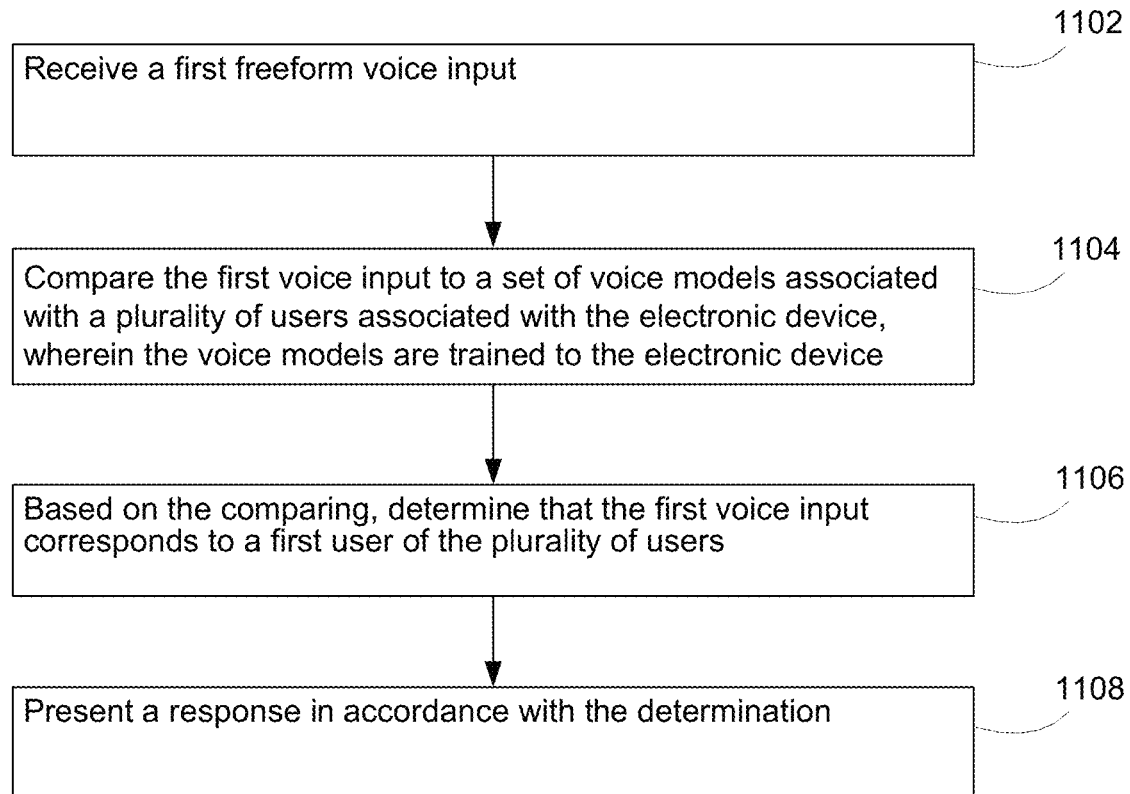 1102
Receive a first freeform voice input
1104
Compare the first voice input to a set of voice models associated
with a plurality of users associated with the electronic device,
wherein the voice models are trained to the electronic device
1106
Based on the comparing, determine that the first voice input
corresponds to a first user of the plurality of users
1108
Present a response in accordance with the determination